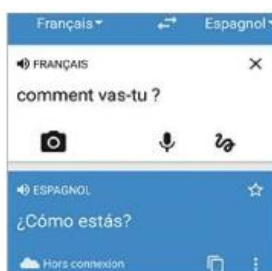 Français Espagnol
FRANÇAIS
comment vas-tu ?
ESPAGNOL
¿Cómo estás?
Hors connexion